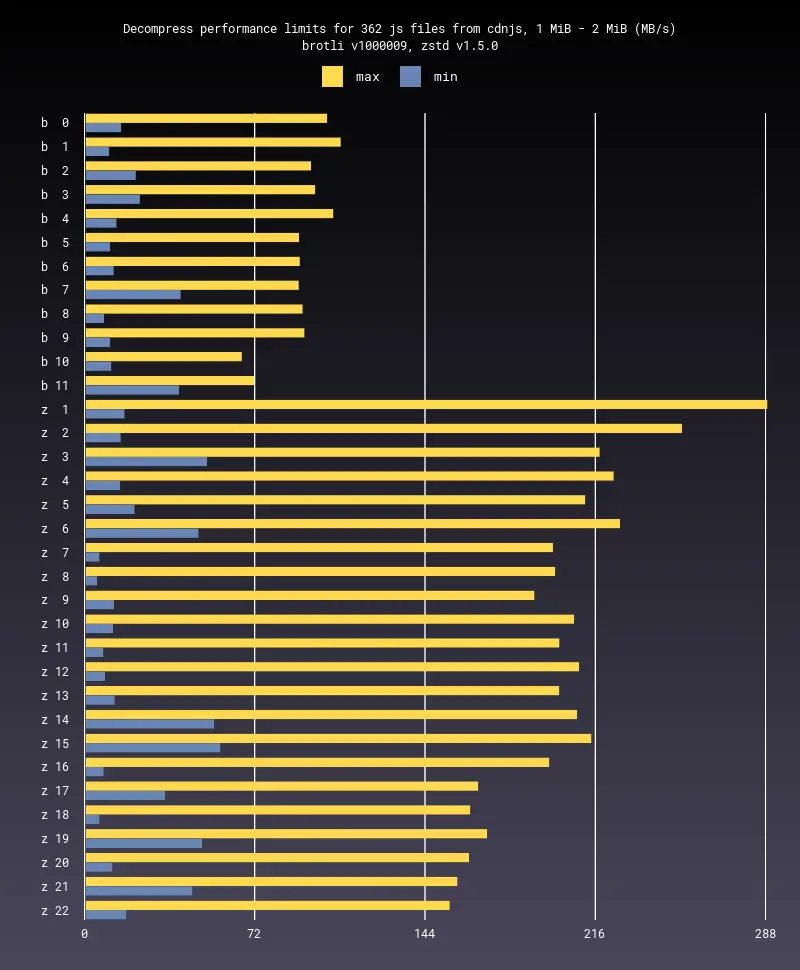 Decompress performance limits for 362 js files from cdnjs, 1 MiB - 2 MiB (MB/s)
brotli v1000009, zstd v1.5.0
max min
b 0
b 1
b 2
b 3
b 4
b 5
b 6
b 7
b 8
b 9
b 10
b 11
z 1
z 2
z 3
z 4
z 5
z 6
z 7
z 8
z 9
z 10
z 11
z 12
z 13
z 14
z 15
z 16
z 17
z 18
z 19
z 20
z 21
z 22
0 72 144 216 288